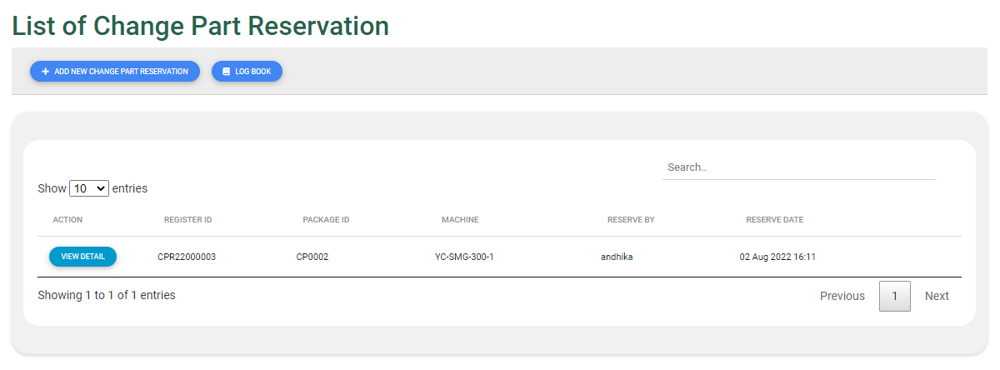 List of Change Part Reservation
ADD NEW CHANGE PART RESERVATION LOG BOOK
Search..
Show 10 entries
ACTION REGISTER ID PACKAGE ID MACHINE RESERVE BY RESERVE DATE
VIEW DETAIL CPR22000003 CP0002 YC-SMG-300-1 andhika 02 Aug 2022 16:11
Showing 1 to 1 of 1 entries Previous 1 Next